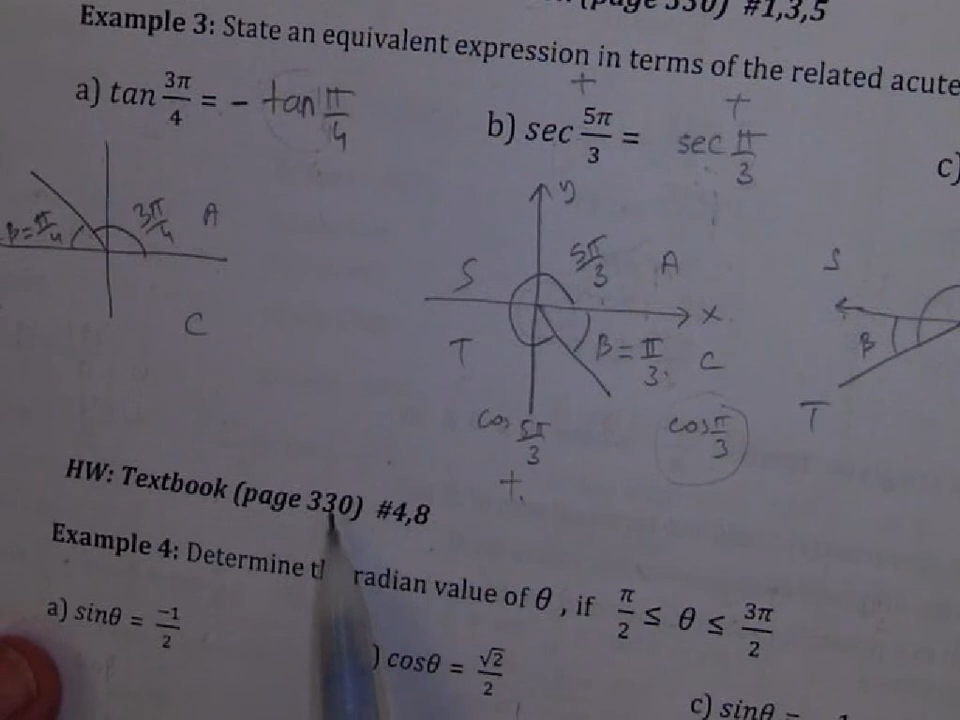 (page 330) #1,3,5
Example 3: State an equivalent expression in terms of the related acute
a) tan 3π/4 = - tan π/4
b) sec 5π/3 = sec π/3
+ +
c)
B = π/4 3π/4 A
C
y
S 5π/3 A
x
T B = π/3 C
cos 5π/3 cos π/3
+.
S
B
T
HW: Textbook (page 330) #4,8
Example 4: Determine radian value of θ , if π/2 ≤ θ ≤ 3π/2
a) sinθ = -1/2
) cosθ = √2/2
c) sinθ =